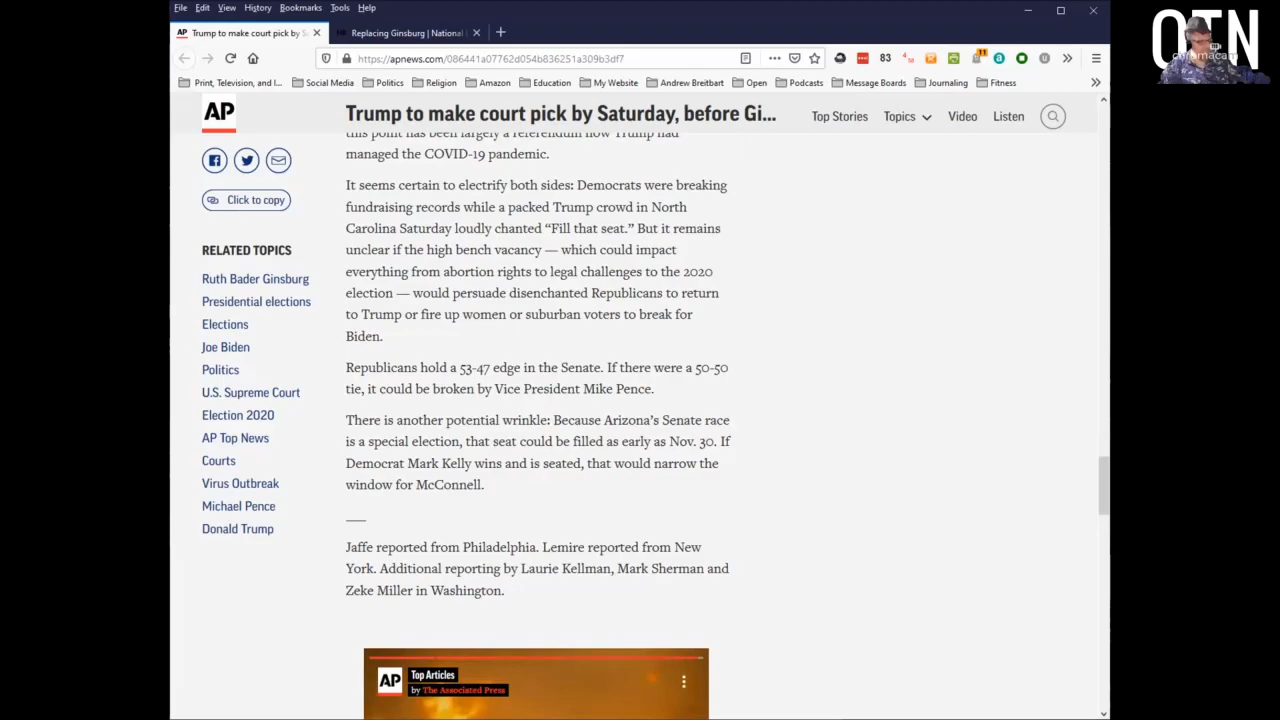 File Edit View History Bookmarks Tools Help
AP Trump to make court pick by S
Replacing Ginsburg | National
OTN
chromacam
https://apnews.com/086441a07762d054b836251a309b3df7
83
11
Print, Television, and I... Social Media Politics Religion Amazon Education My Website Andrew Breitbart Open Podcasts Message Boards Journaling Fitness
AP
Trump to make court pick by Saturday, before Gi...
Top Stories Topics Video Listen
this point has been largely a referendum how Trump had
managed the COVID-19 pandemic.
Click to copy
It seems certain to electrify both sides: Democrats were breaking
fundraising records while a packed Trump crowd in North
Carolina Saturday loudly chanted “Fill that seat.” But it remains
unclear if the high bench vacancy — which could impact
everything from abortion rights to legal challenges to the 2020
election — would persuade disenchanted Republicans to return
to Trump or fire up women or suburban voters to break for
Biden.
Republicans hold a 53-47 edge in the Senate. If there were a 50-50
tie, it could be broken by Vice President Mike Pence.
There is another potential wrinkle: Because Arizona’s Senate race
is a special election, that seat could be filled as early as Nov. 30. If
Democrat Mark Kelly wins and is seated, that would narrow the
window for McConnell.
RELATED TOPICS
Ruth Bader Ginsburg
Presidential elections
Elections
Joe Biden
Politics
U.S. Supreme Court
Election 2020
AP Top News
Courts
Virus Outbreak
Michael Pence
Donald Trump
Jaffe reported from Philadelphia. Lemire reported from New
York. Additional reporting by Laurie Kellman, Mark Sherman and
Zeke Miller in Washington.
AP
Top Articles
by The Associated Press